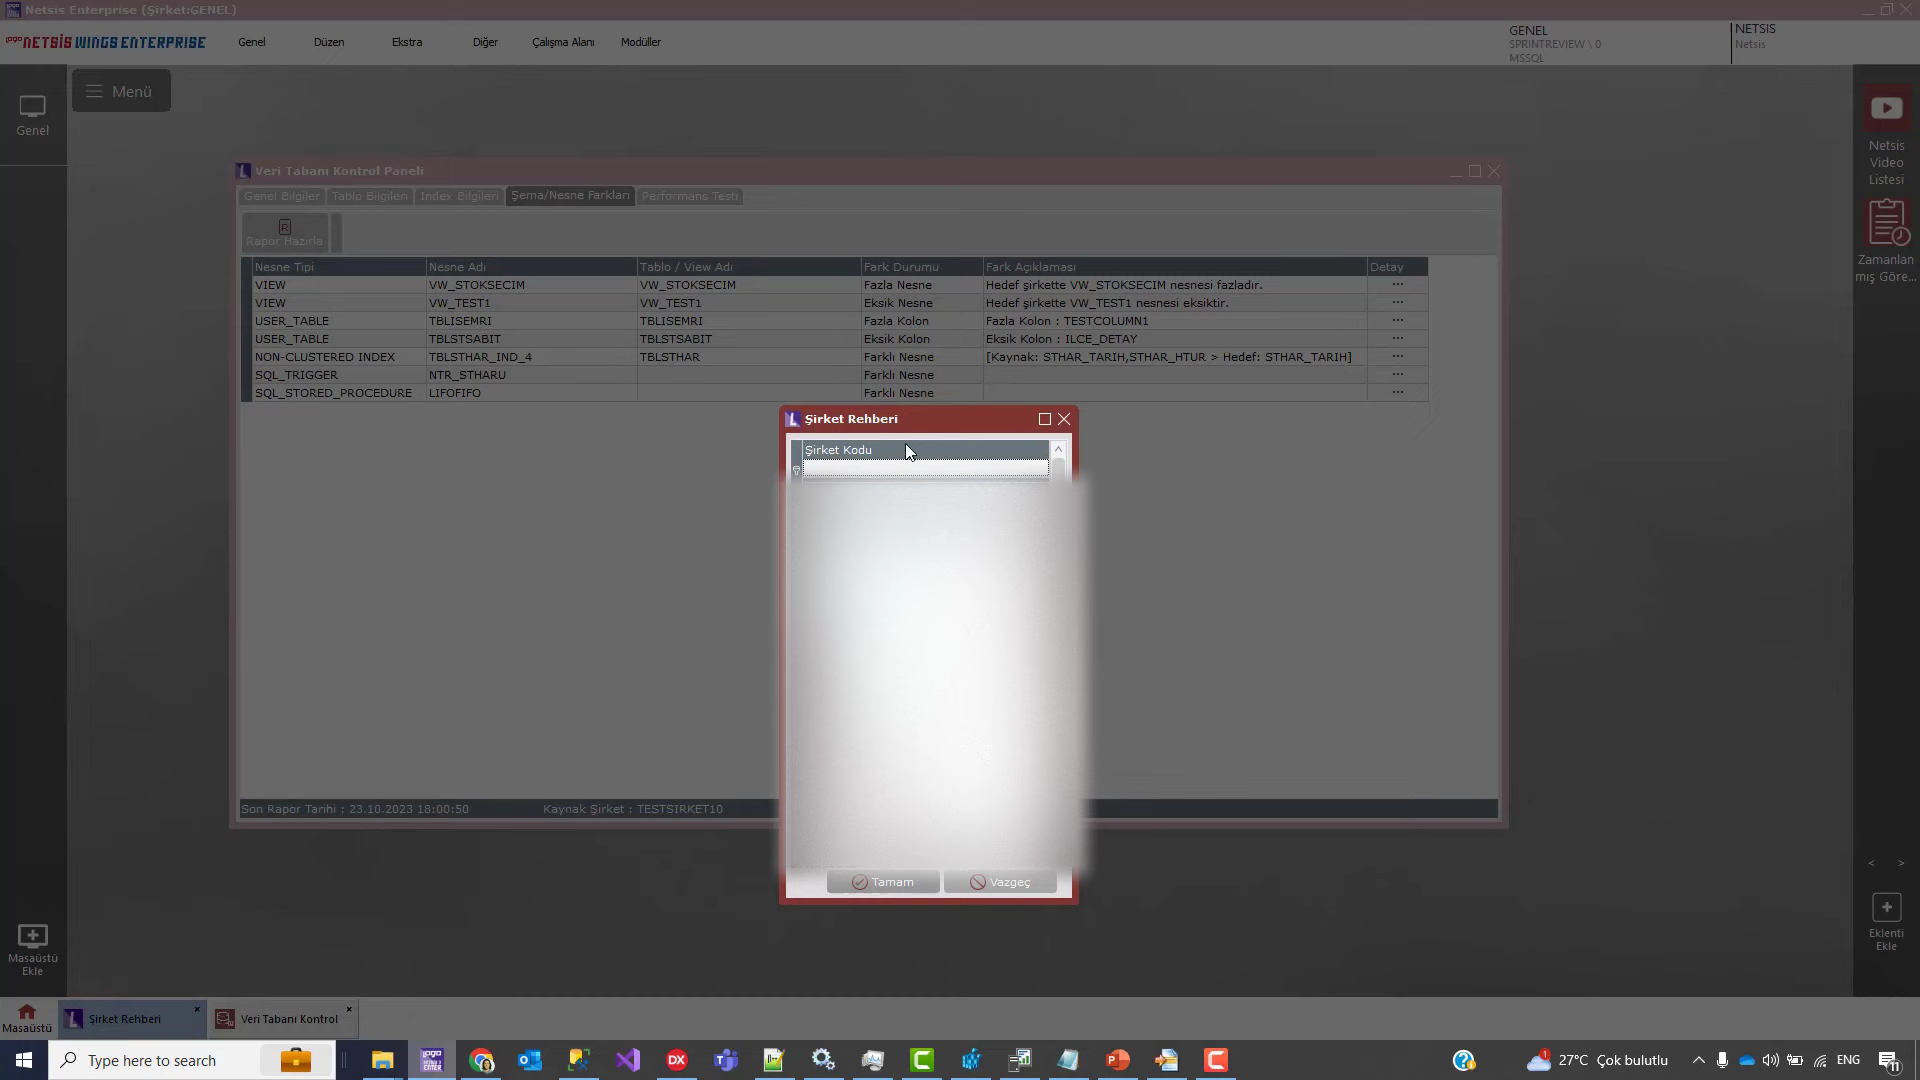 Netsis Enterprise (Şirket:GENEL)
logo NETSİS WINGS ENTERPRISE
Genel
Düzen
Ekstra
Diğer
Çalışma Alanı
Modüller
GENEL
SPRINTREVIEW \ 0
MSSQL
NETSIS
Netsis
Menü
Genel
Netsis
Video
Listesi
Zamanlan
mış Göre...
Veri Tabanı Kontrol Paneli
Genel Bilgiler
Tablo Bilgileri
Index Bilgileri
Şema/Nesne Farkları
Performans Testi
R
Rapor Hazırla
Nesne Tipi Nesne Adı Tablo / View Adı Fark Durumu Fark Açıklaması Detay
VIEW VW_STOKSECIM VW_STOKSECIM Fazla Nesne Hedef şirkette VW_STOKSECIM nesnesi fazladır. ...
VIEW VW_TEST1 VW_TEST1 Eksik Nesne Hedef şirkette VW_TEST1 nesnesi eksiktir. ...
USER_TABLE TBLISEMRI TBLISEMRI Fazla Kolon Fazla Kolon : TESTCOLUMN1 ...
USER_TABLE TBLSTSABIT TBLSTSABIT Eksik Kolon Eksik Kolon : ILCE_DETAY ...
NON-CLUSTERED INDEX TBLSTHAR_IND_4 TBLSTHAR Farklı Nesne [Kaynak: STHAR_TARIH,STHAR_HTUR > Hedef: STHAR_TARIH] ...
SQL_TRIGGER NTR_STHARU Farklı Nesne ...
SQL_STORED_PROCEDURE LIFOFIFO Farklı Nesne ...
Şirket Rehberi
Şirket Kodu
Tamam
Vazgeç
Son Rapor Tarihi : 23.10.2023 18:00:50 Kaynak Şirket : TESTSIRKET10
Masaüstü
Ekle
Eklenti
Ekle
Masaüstü
Şirket Rehberi
Veri Tabanı Kontrol
Type here to search
27°C Çok bulutlu
ENG